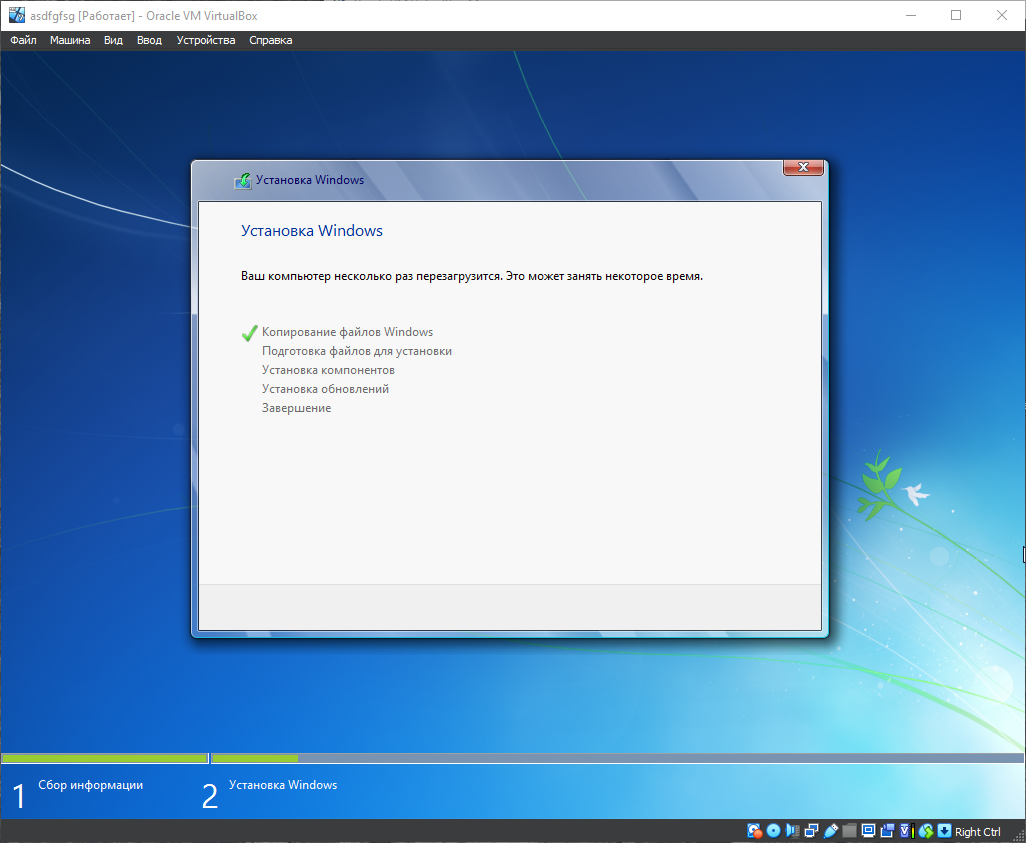 asdfgfsg [Работает] - Oracle VM VirtualBox
Файл Машина Вид Ввод Устройства Справка
Установка Windows
Установка Windows
Ваш компьютер несколько раз перезагрузится. Это может занять некоторое время.
Копирование файлов Windows
Подготовка файлов для установки
Установка компонентов
Установка обновлений
Завершение
1 Сбор информации 2 Установка Windows
Right Ctrl